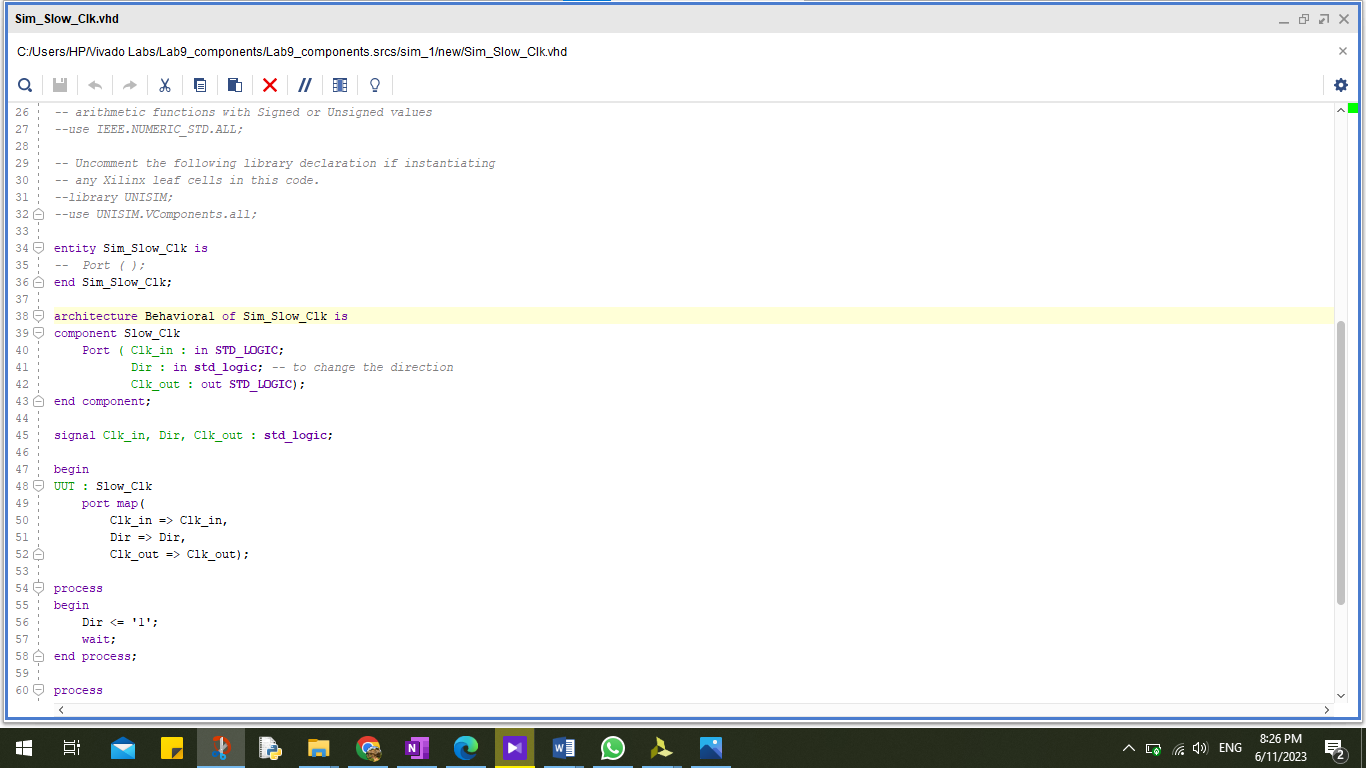 Sim_Slow_Clk.vhd
C:/Users/HP/Vivado Labs/Lab9_components/Lab9_components.srcs/sim_1/new/Sim_Slow_Clk.vhd
26 -- arithmetic functions with Signed or Unsigned values
27 --use IEEE.NUMERIC_STD.ALL;
28
29 -- Uncomment the following library declaration if instantiating
30 -- any Xilinx leaf cells in this code.
31 --library UNISIM;
32 --use UNISIM.VComponents.all;
33
34 entity Sim_Slow_Clk is
35 --  Port ( );
36 end Sim_Slow_Clk;
37
38 architecture Behavioral of Sim_Slow_Clk is
39 component Slow_Clk
40     Port ( Clk_in : in STD_LOGIC;
41            Dir : in std_logic; -- to change the direction
42            Clk_out : out STD_LOGIC);
43 end component;
44
45 signal Clk_in, Dir, Clk_out : std_logic;
46
47 begin
48 UUT : Slow_Clk
49     port map(
50         Clk_in => Clk_in,
51         Dir => Dir,
52         Clk_out => Clk_out);
53
54 process
55 begin
56     Dir <= '1';
57     wait;
58 end process;
59
60 process
ENG
8:26 PM
6/11/2023
2